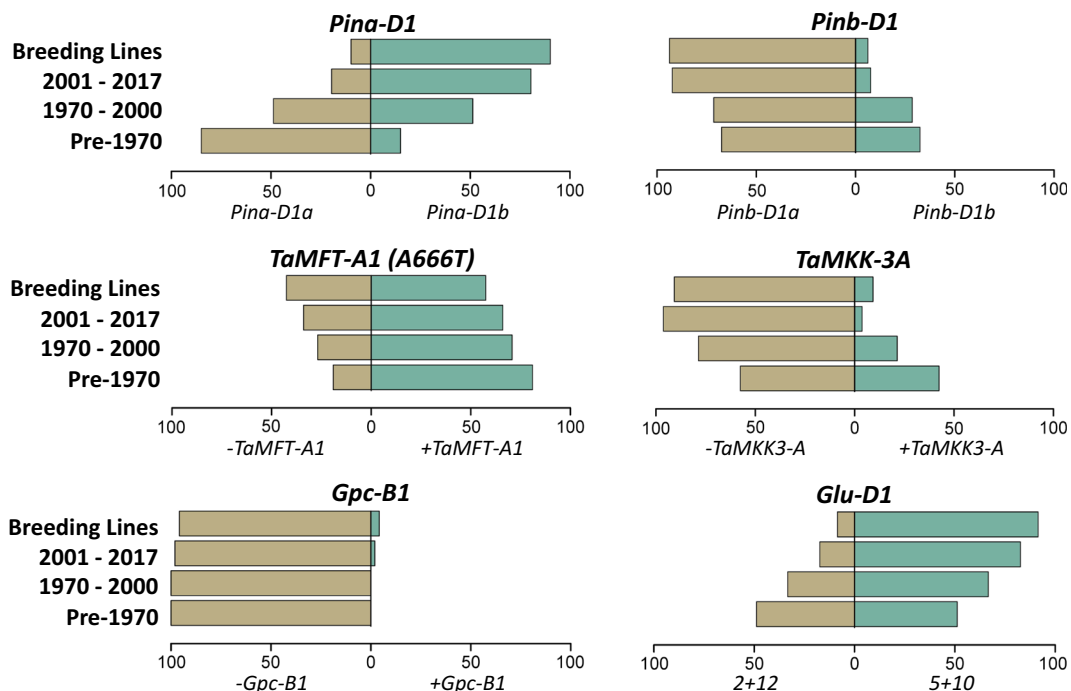 Pina-D1
Breeding Lines
2001 - 2017
1970 - 2000
Pre-1970
100 50 0 50 100
Pina-D1a Pina-D1b
Pinb-D1
100 50 0 50 100
Pinb-D1a Pinb-D1b
TaMFT-A1 (A666T)
Breeding Lines
2001 - 2017
1970 - 2000
Pre-1970
100 50 0 50 100
-TaMFT-A1 +TaMFT-A1
TaMKK-3A
100 50 0 50 100
-TaMKK3-A +TaMKK3-A
Gpc-B1
Breeding Lines
2001 - 2017
1970 - 2000
Pre-1970
100 50 0 50 100
-Gpc-B1 +Gpc-B1
Glu-D1
100 50 0 50 100
2+12 5+10